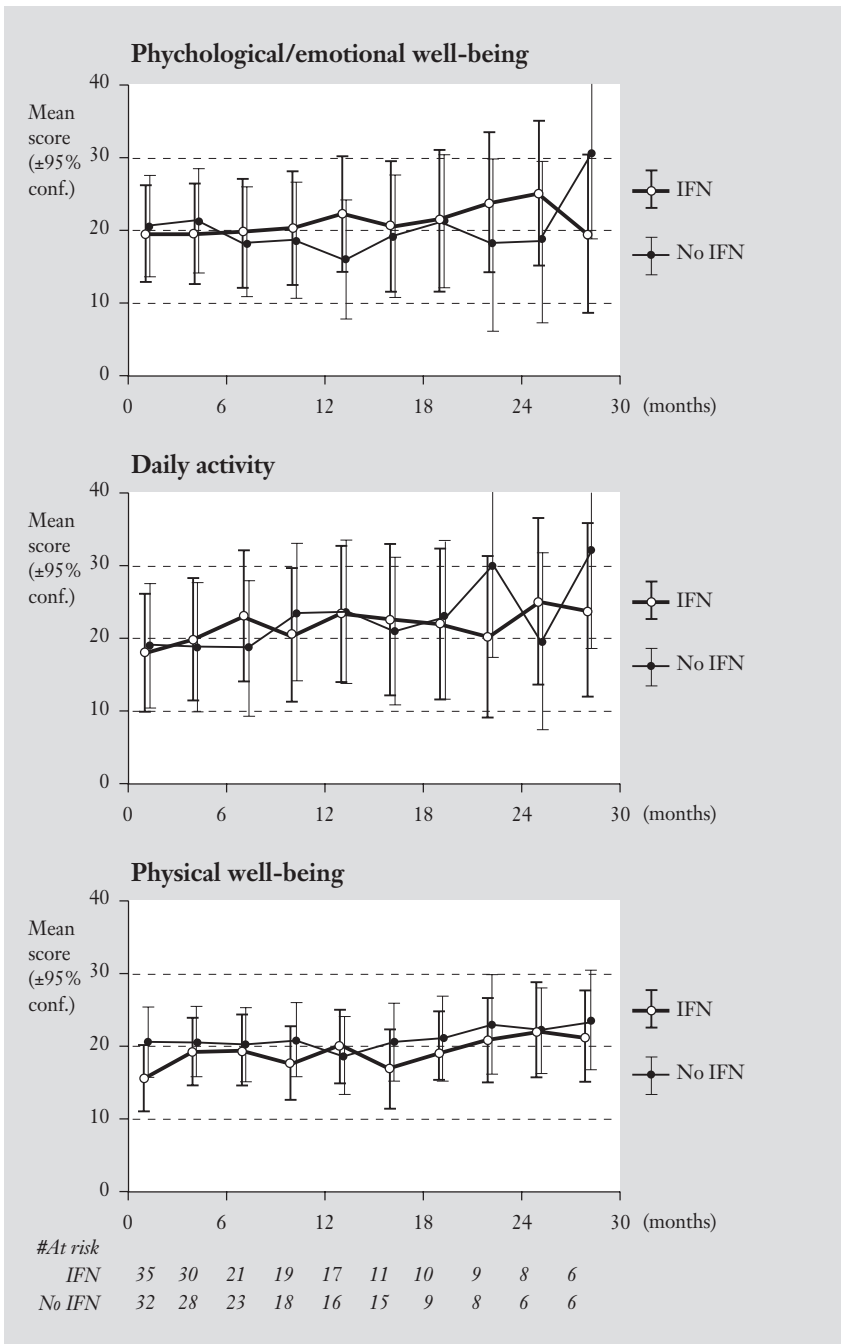 Phychological/emotional well-being
40
Mean
score
(±95%
conf.)
30
20
10
0
0 6 12 18 24 30 (months)
IFN
No IFN
Daily activity
40
Mean
score
(±95%
conf.)
30
20
10
0
0 6 12 18 24 30 (months)
IFN
No IFN
Physical well-being
40
Mean
score
(±95%
conf.)
30
20
10
0
0 6 12 18 24 30 (months)
IFN
No IFN
#At risk
IFN 35 30 21 19 17 11 10 9 8 6
No IFN 32 28 23 18 16 15 9 8 6 6